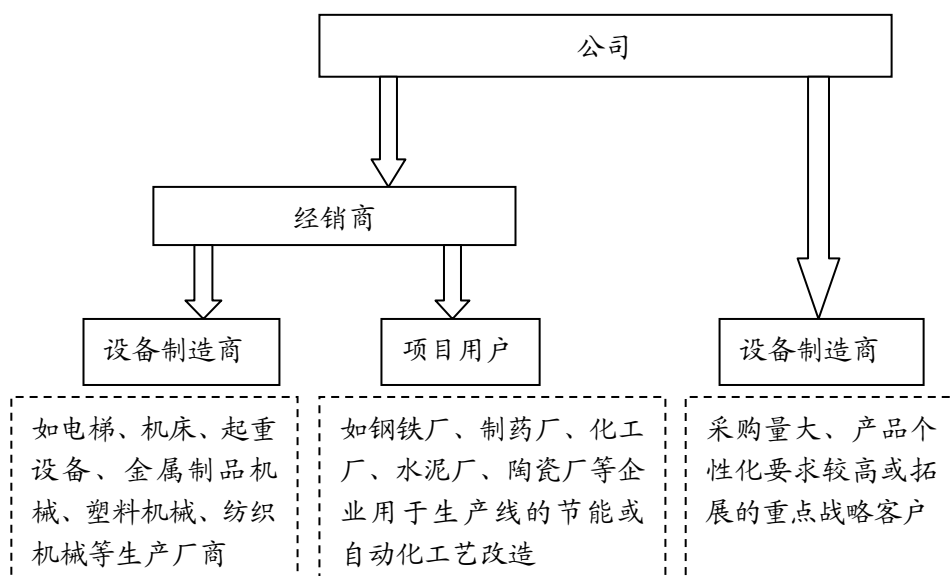 公司
经销商
设备制造商
项目用户
设备制造商
如电梯、机床、起重
设备、金属制品机
械、塑料机械、纺织
机械等生产厂商
如钢铁厂、制药厂、化工
厂、水泥厂、陶瓷厂等企
业用于生产线的节能或
自动化工艺改造
采购量大、产品个
性化要求较高或拓
展的重点战略客户